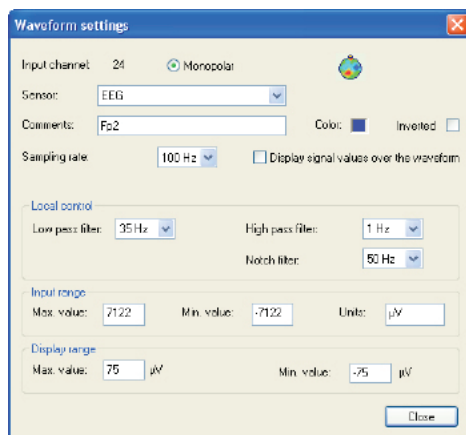 Waveform settings
Input channel: 24 Monopolar
Sensor: EEG
Comments: Fp2 Color: Inverted
Sampling rate: 100 Hz Display signal values over the waveform
Local control
Low pass filter: 35 Hz High pass filter: 1 Hz
Notch filter: 50 Hz
Input range
Max. value: 7122 Min. value: -7122 Units: µV
Display range
Max. value: 75 µV Min. value: -75 µV
Close